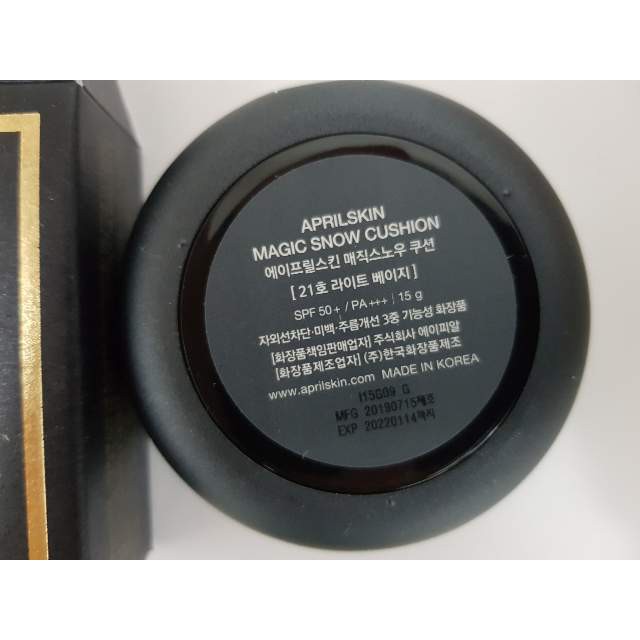 APRILSKIN
MAGIC SNOW CUSHION
에이프릴스킨 매직스노우 쿠션
[ 21호 라이트 베이지 ]
SPF 50+ / PA+++ | 15 g
자외선차단·미백·주름개선 3중 기능성 화장품
[화장품책임판매업자] 주식회사 에이피알
[화장품제조업자] (주)한국화장품제조
www.aprilskin.com MADE IN KOREA
I15G09 G
MFG 20190715제조
EXP 20220114까지